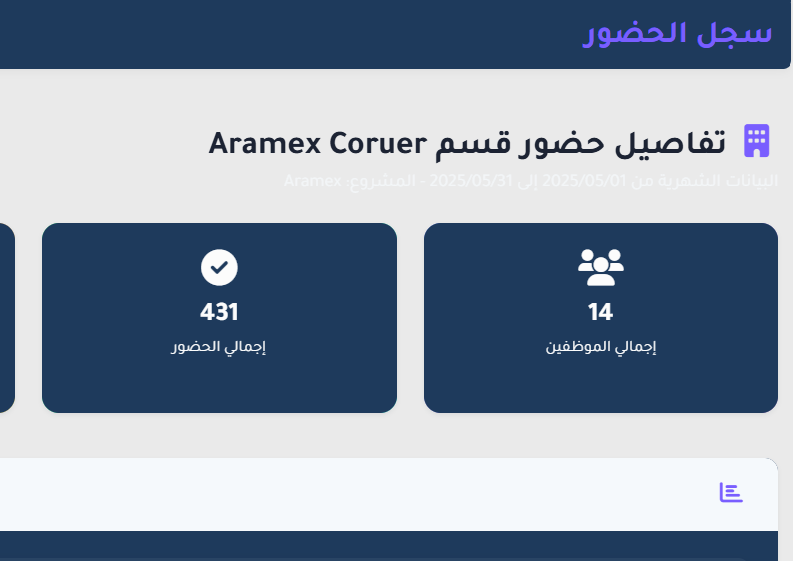 سجل الحضور
تفاصيل حضور قسم Aramex Coruer
البيانات الشهرية من 2025/05/01 إلى 2025/05/31 - المشروع: Aramex
14
إجمالي الموظفين
431
إجمالي الحضور